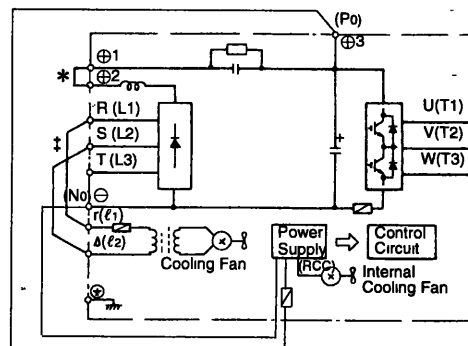 (P0)
⊕1
⊕3
*
⊕2
R (L1)
U(T1)
‡
S (L2)
V(T2)
+
T (L3)
W(T3)
(N0) ⊖
r(ℓ1)
Power Supply
Control Circuit
Δ(ℓ2)
(RCC)
Cooling Fan
Internal Cooling Fan